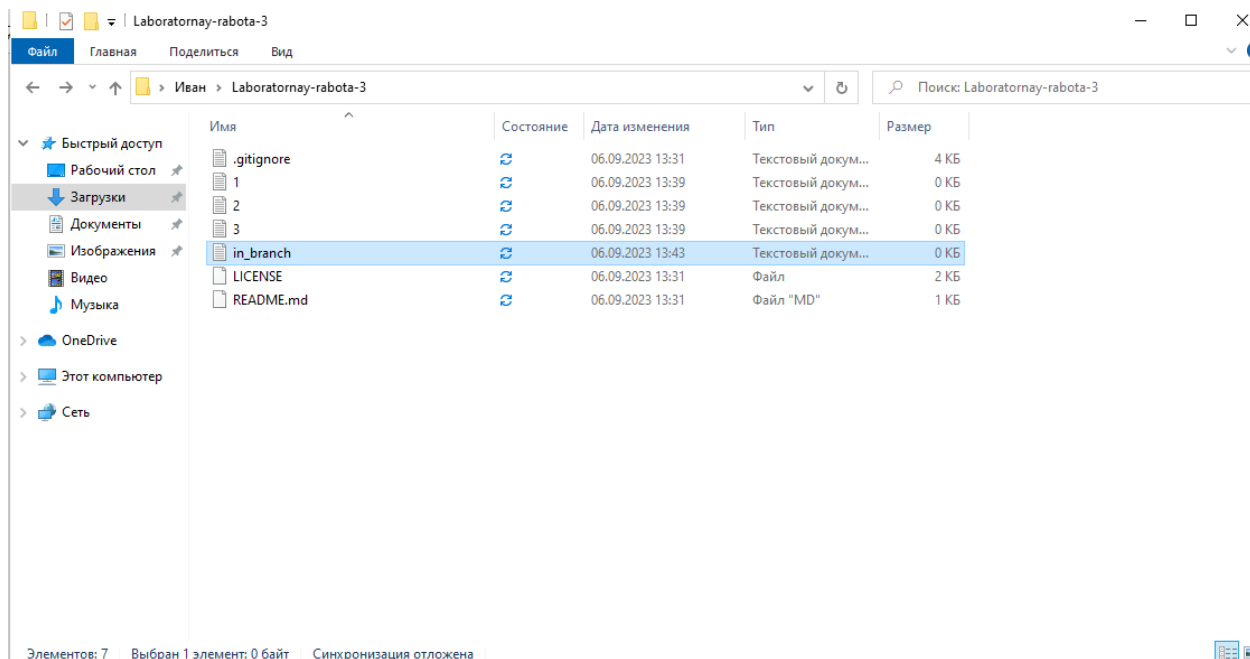 Laboratornay-rabota-3
Файл Главная Поделиться Вид
Иван Laboratornay-rabota-3 Поиск: Laboratornay-rabota-3
Имя Состояние Дата изменения Тип Размер
Быстрый доступ
Рабочий стол
Загрузки
Документы
Изображения
Видео
Музыка
OneDrive
Этот компьютер
Сеть
.gitignore 06.09.2023 13:31 Текстовый докум... 4 КБ
1 06.09.2023 13:39 Текстовый докум... 0 КБ
2 06.09.2023 13:39 Текстовый докум... 0 КБ
3 06.09.2023 13:39 Текстовый докум... 0 КБ
in_branch 06.09.2023 13:43 Текстовый докум... 0 КБ
LICENSE 06.09.2023 13:31 Файл 2 КБ
README.md 06.09.2023 13:31 Файл "MD" 1 КБ
Элементов: 7 Выбран 1 элемент: 0 байт Синхронизация отложена